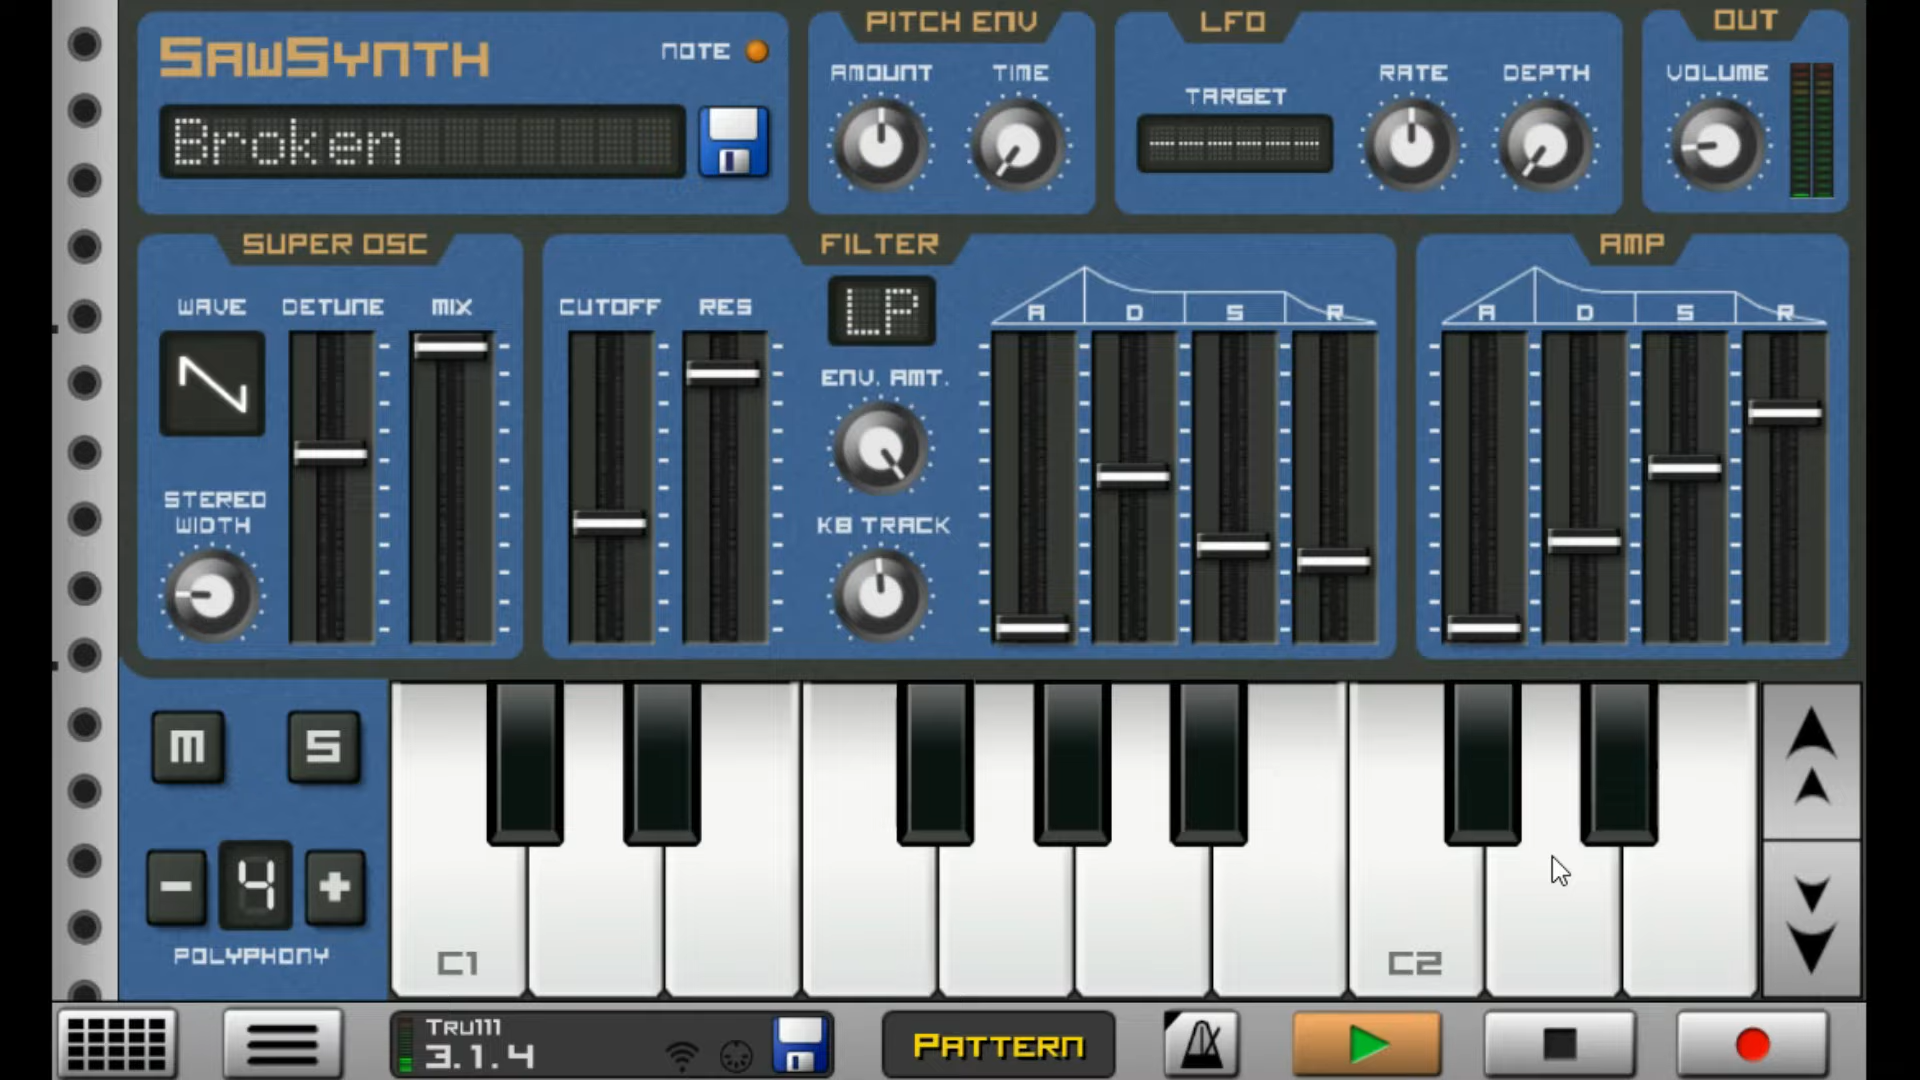 SAWSYNTH
NOTE
Broken
PITCH ENV
AMOUNT
TIME
LFO
TARGET
------
RATE
DEPTH
OUT
VOLUME
SUPER OSC
WAVE
DETUNE
MIX
STEREO
WIDTH
FILTER
CUTOFF
RES
LP
ENV. AMT.
KB TRACK
A
D
S
R
AMP
A
D
S
R
M
S
-
4
+
POLYPHONY
C1
C2
TRU111
3.1.4
PATTERN